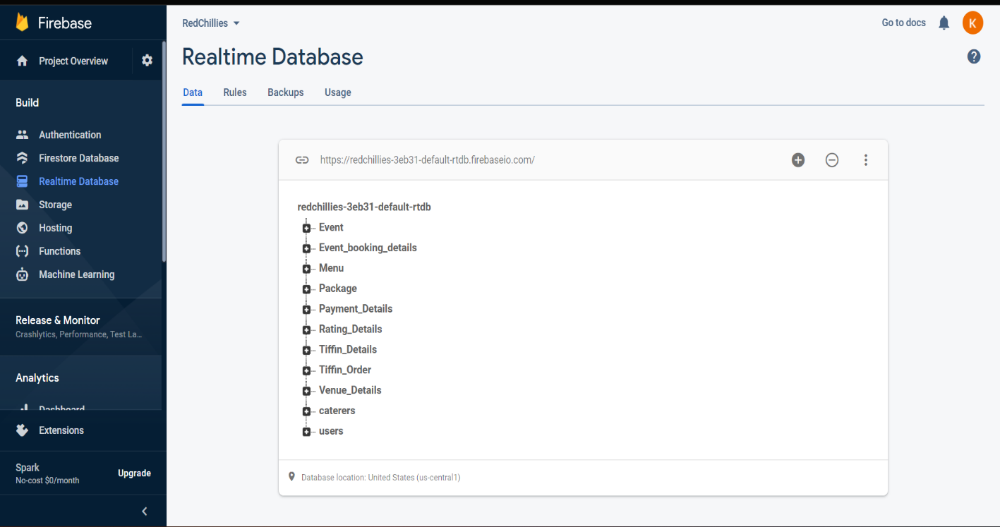 Firebase
Project Overview
Build
Authentication
Firestore Database
Realtime Database
Storage
Hosting
Functions
Machine Learning
Release & Monitor
Crashlytics, Performance, Test La...
Analytics
Dashboard
Extensions
Spark
No-cost $0/month
Upgrade
RedChillies
Go to docs
K
Realtime Database
?
Data Rules Backups Usage
https://redchillies-3eb31-default-rtdb.firebaseio.com/
redchillies-3eb31-default-rtdb
Event
Event_booking_details
Menu
Package
Payment_Details
Rating_Details
Tiffin_Details
Tiffin_Order
Venue_Details
caterers
users
Database location: United States (us-central1)